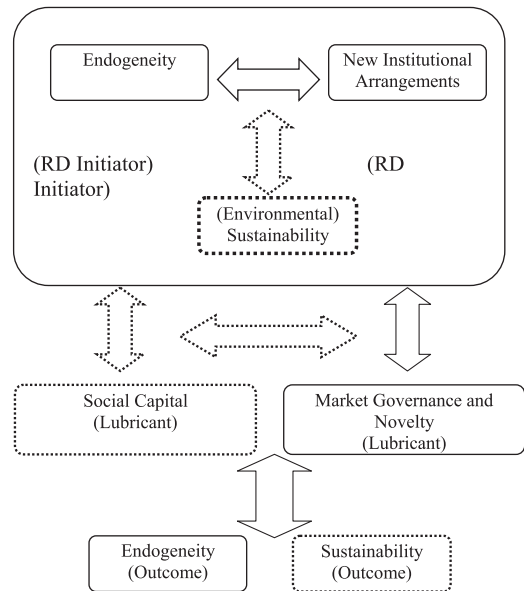 Endogeneity
New Institutional
Arrangements
(RD Initiator)
Initiator)
(RD
(Environmental)
Sustainability
Social Capital
(Lubricant)
Market Governance and
Novelty
(Lubricant)
Endogeneity
(Outcome)
Sustainability
(Outcome)